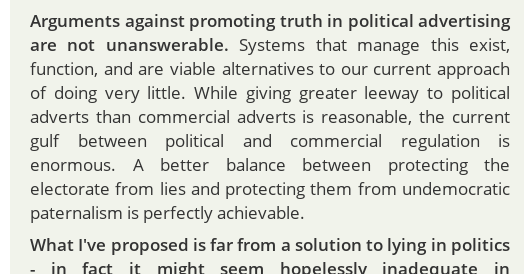 Arguments against promoting truth in political advertising
are not unanswerable. Systems that manage this exist,
function, and are viable alternatives to our current approach
of doing very little. While giving greater leeway to political
adverts than commercial adverts is reasonable, the current
gulf between political and commercial regulation is
enormous. A better balance between protecting the
electorate from lies and protecting them from undemocratic
paternalism is perfectly achievable.
What I've proposed is far from a solution to lying in politics
- in fact it might seem hopelessly inadequate in